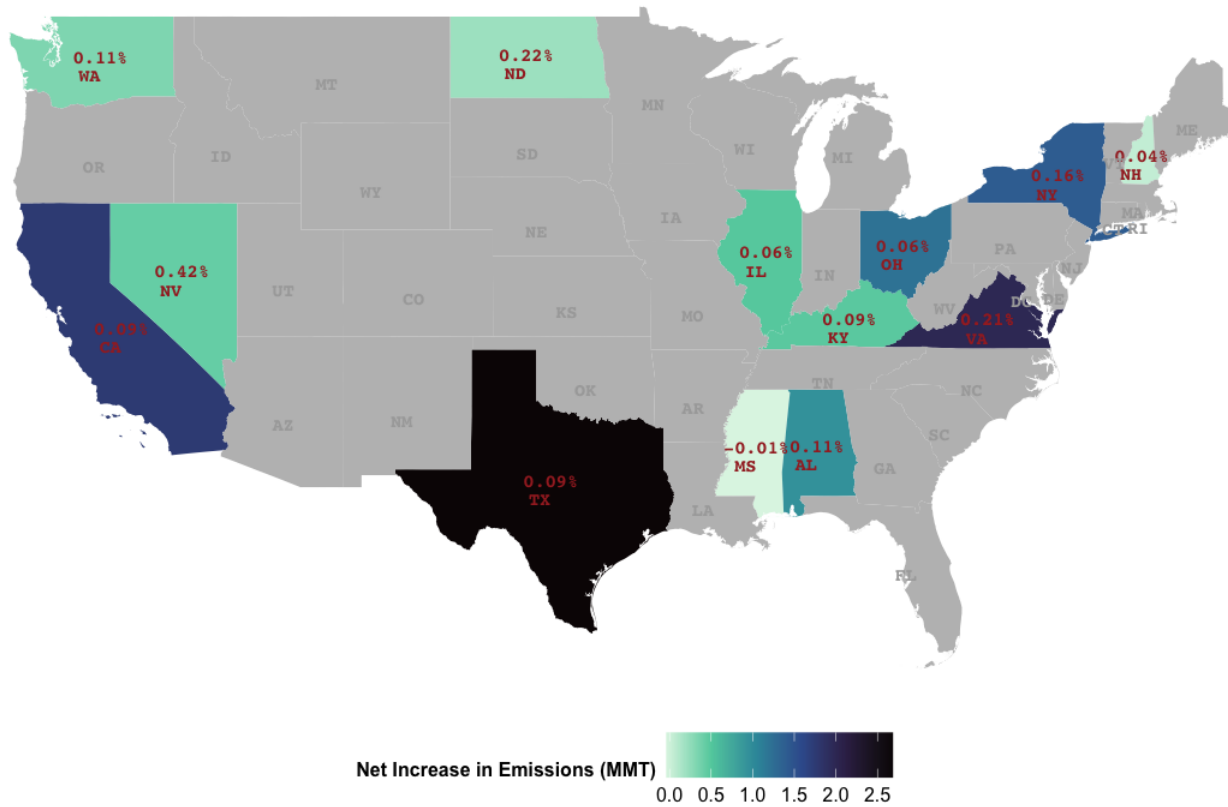 0.11%
WA
0.22%
ND
MT
MN
ME
OR
ID
SD
WI
MI
VT
0.04%
NH
WY
0.16%
NY
IA
NE
MA
CT
RI
0.42%
NV
0.06%
IL
IN
0.06%
OH
PA
NJ
UT
CO
KS
MO
WV
DC
DE
0.09%
CA
0.09%
KY
0.21%
VA
AZ
NM
OK
AR
TN
NC
SC
0.09%
TX
LA
-0.01%
MS
0.11%
AL
GA
FL
Net Increase in Emissions (MMT)
0.0 0.5 1.0 1.5 2.0 2.5